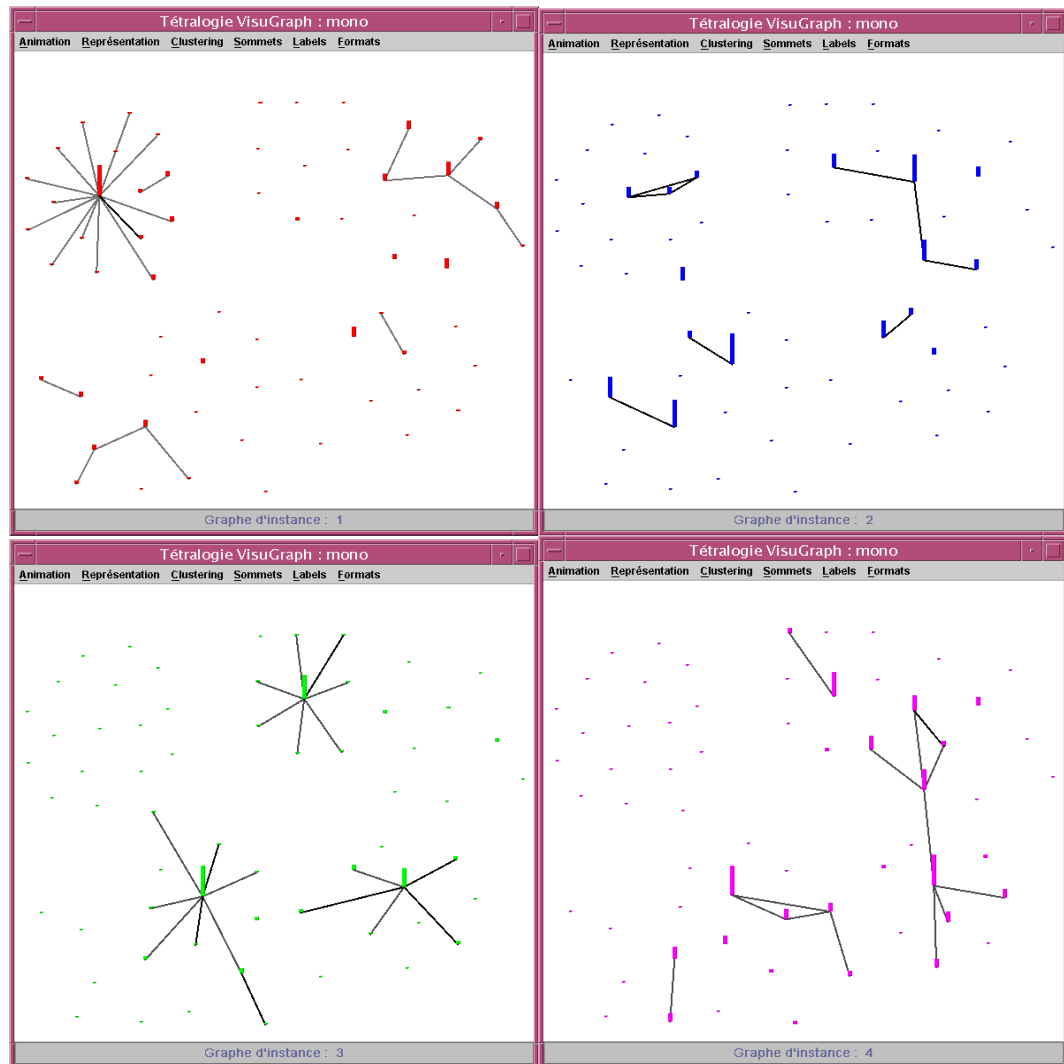 Tétralogie VisuGraph : mono
Animation Représentation Clustering Sommets Labels Formats
Graphe d'instance : 1
Tétralogie VisuGraph : mono
Animation Représentation Clustering Sommets Labels Formats
Graphe d'instance : 2
Tétralogie VisuGraph : mono
Animation Représentation Clustering Sommets Labels Formats
Graphe d'instance : 3
Tétralogie VisuGraph : mono
Animation Représentation Clustering Sommets Labels Formats
Graphe d'instance : 4